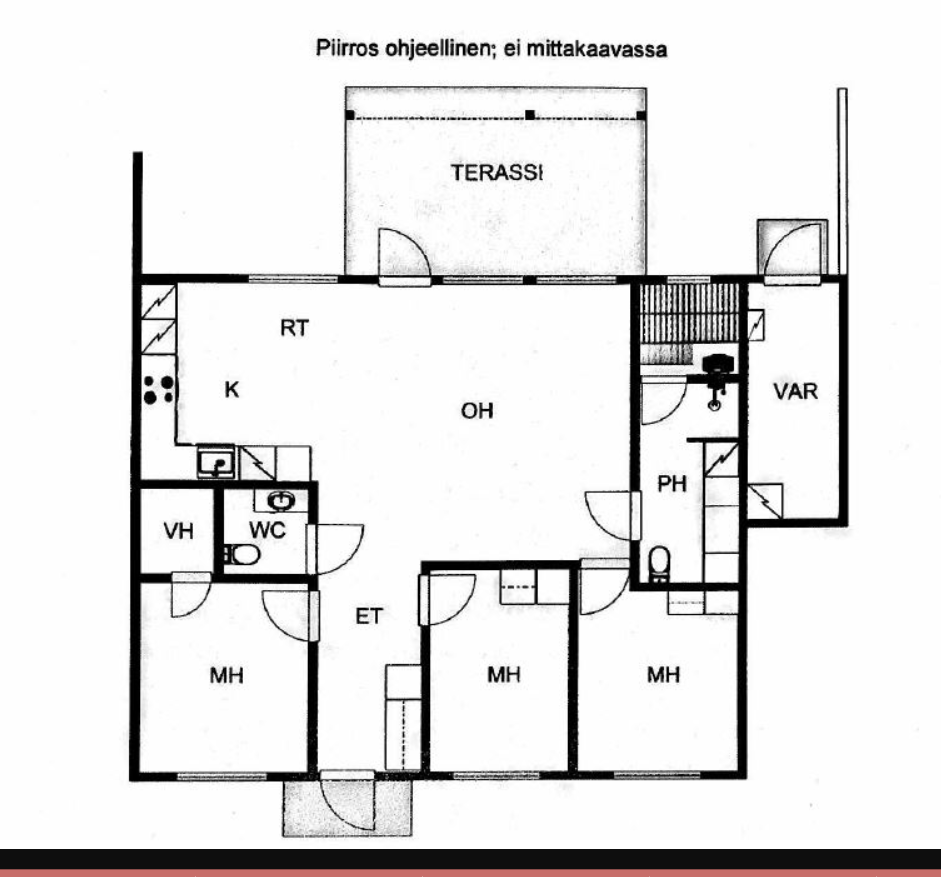 Piirros ohjeellinen; ei mittakaavassa
TERASSI
RT
K
OH
VAR
PH
VH
WC
ET
MH
MH
MH